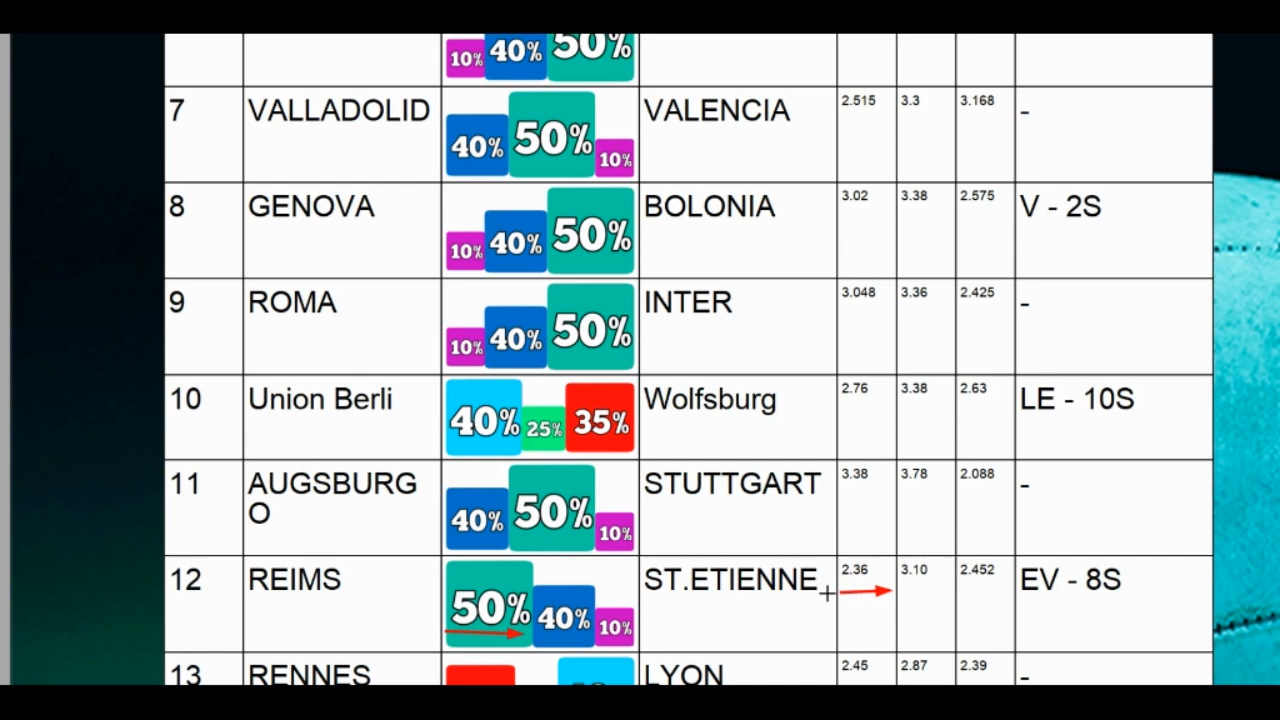 10% 40% 50%
7 VALLADOLID 40% 50% 10% VALENCIA 2.515 3.3 3.168 -
8 GENOVA 10% 40% 50% BOLONIA 3.02 3.38 2.575 V - 2S
9 ROMA 10% 40% 50% INTER 3.048 3.36 2.425 -
10 Union Berli 40% 25% 35% Wolfsburg 2.76 3.38 2.63 LE - 10S
11 AUGSBURG 40% 50% 10% STUTTGART 3.38 3.78 2.088 -
O
12 REIMS 50% 40% 10% ST.ETIENNE 2.36 3.10 2.452 EV - 8S
13 RENNES LYON 2.45 2.87 2.39 -